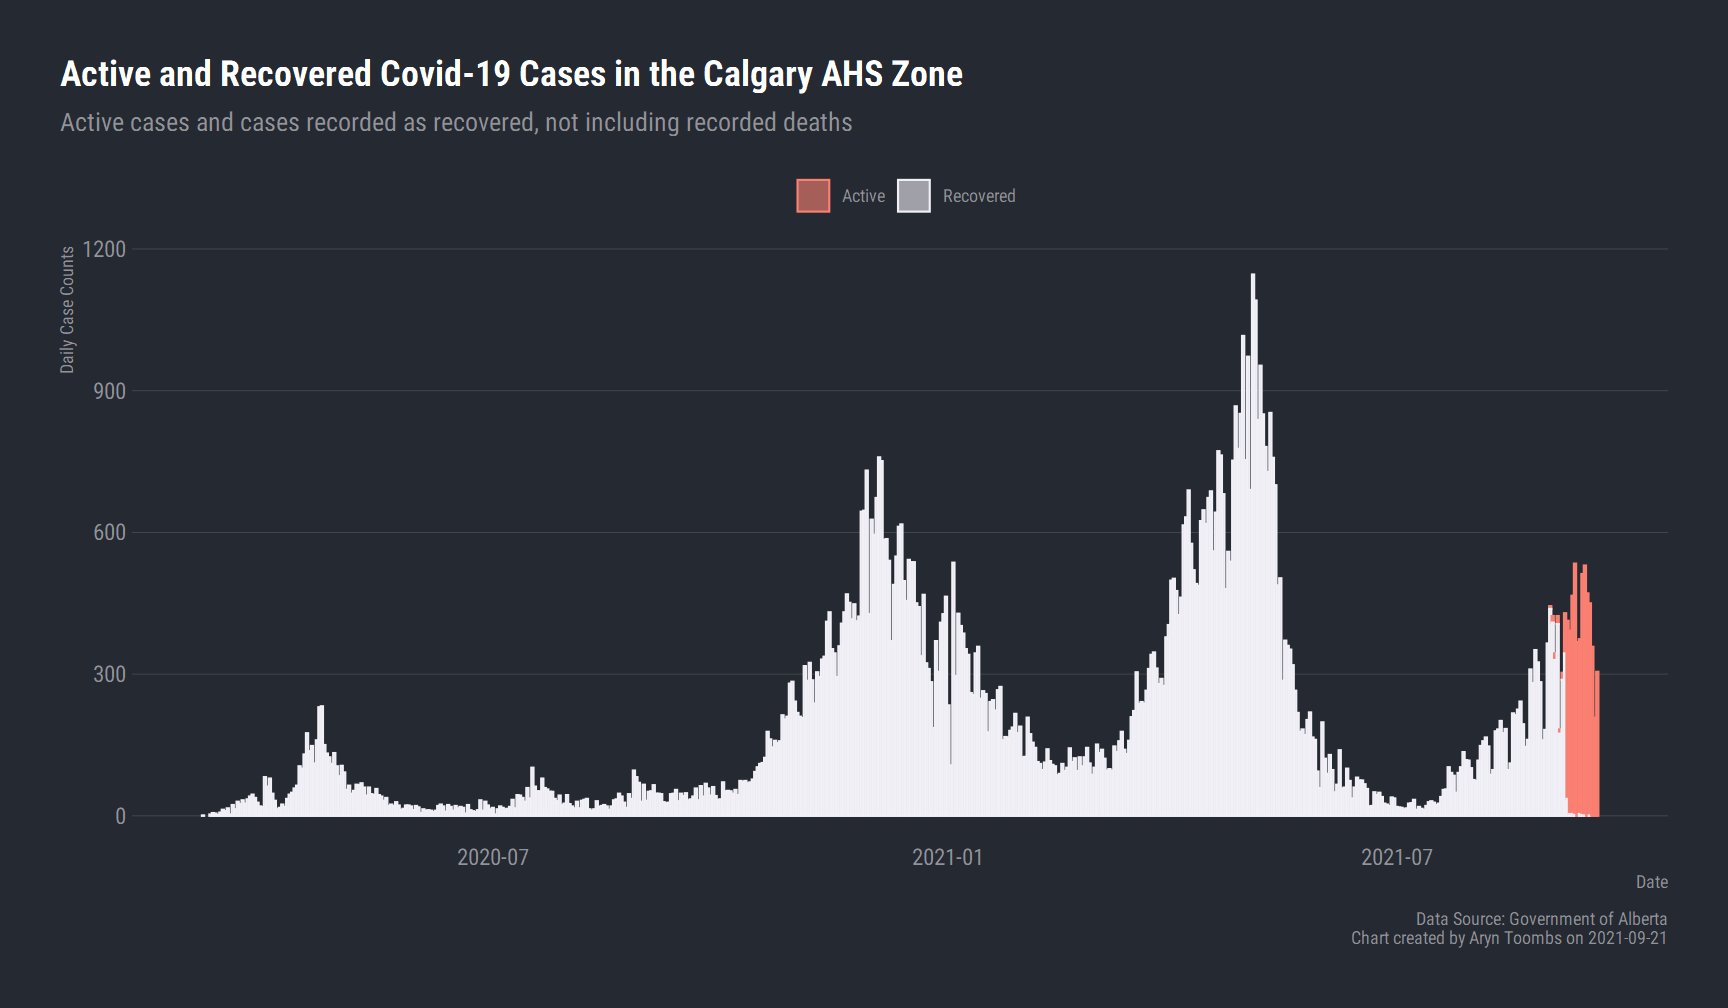 Active and Recovered Covid-19 Cases in the Calgary AHS Zone
Active cases and cases recorded as recovered, not including recorded deaths
Active
Recovered
Daily Case Counts
1200
900
600
300
0
2020-07
2021-01
2021-07
Date
Data Source: Government of Alberta
Chart created by Aryn Toombs on 2021-09-21